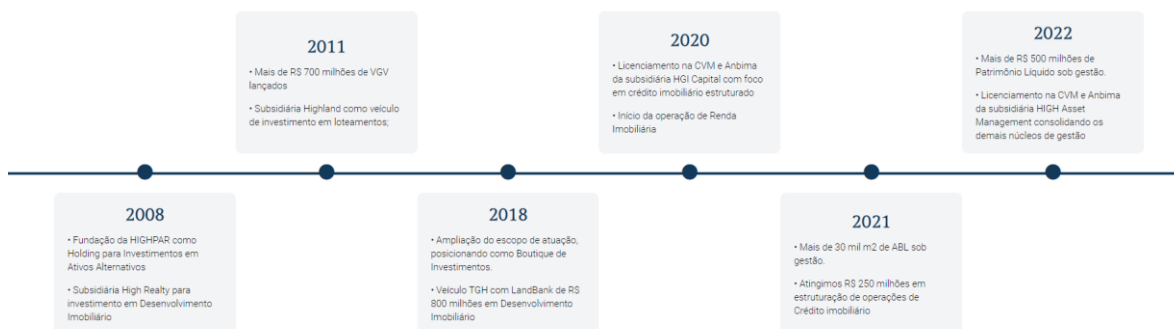 2008
• Fundação da HIGHPAR como
Holding para Investimentos em
Ativos Alternativos
• Subsidiária High Realty para
investimento em Desenvolvimento
Imobiliário
2011
• Mais de R$ 700 milhões de VGV
lançados
• Subsidiária Highland como veículo
de investimento em loteamentos;
2018
• Ampliação do escopo de atuação,
posicionando como Boutique de
Investimentos.
• Veículo TGH com LandBank de R$
800 milhões em Desenvolvimento
Imobiliário
2020
• Licenciamento na CVM e Anbima
da subsidiária HGI Capital com foco
em crédito imobiliário estruturado
• Início da operação de Renda
Imobiliária
2021
• Mais de 30 mil m2 de ABL sob
gestão.
• Atingimos R$ 250 milhões em
estruturação de operações de
Crédito imobiliário
2022
• Mais de R$ 500 milhões de
Patrimônio Líquido sob gestão.
• Licenciamento na CVM e Anbima
da subsidiária HIGH Asset
Management consolidando os
demais núcleos de gestão